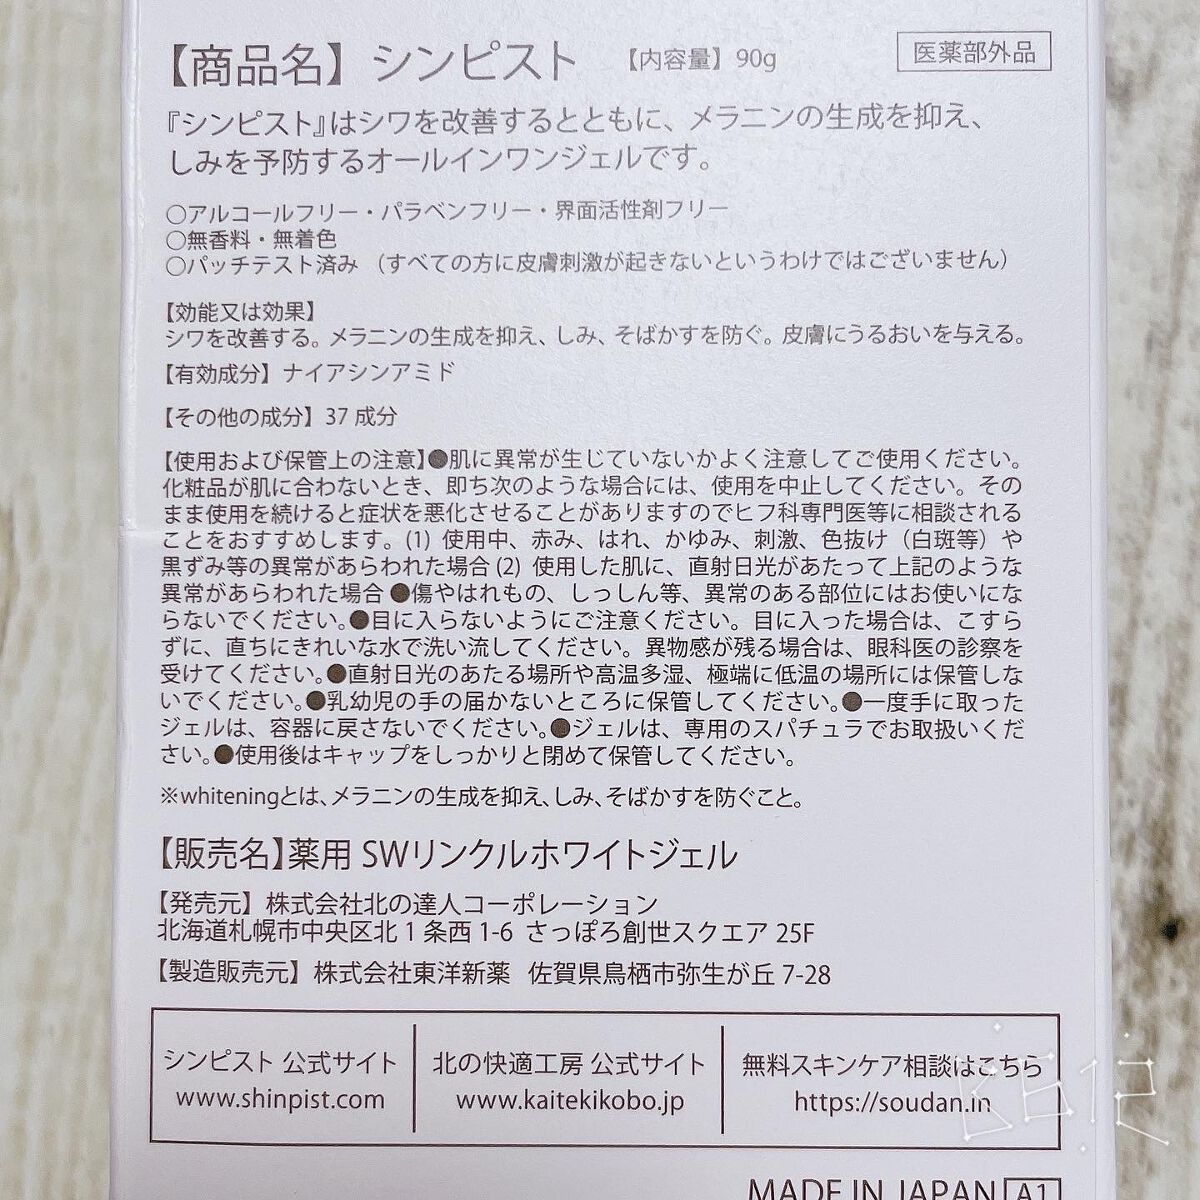 【商品名】 シンピスト 【内容量】 90g 医薬部外品
『シンピスト』はシワを改善するとともに、メラニンの生成を抑え、
しみを予防するオールインワンジェルです。
○アルコールフリー・パラベンフリー・界面活性剤フリー
○無香料・無着色
○パッチテスト済み （すべての方に皮膚刺激が起きないというわけではございません）
【効能又は効果】
シワを改善する。メラニンの生成を抑え、しみ、そばかすを防ぐ。皮膚にうるおいを与える。
【有効成分】ナイアシンアミド
【その他の成分】37 成分
【使用および保管上の注意】●肌に異常が生じていないかよく注意してご使用ください。
化粧品が肌に合わないとき、即ち次のような場合には、使用を中止してください。その
まま使用を続けると症状を悪化させることがありますのでヒフ科専門医等に相談される
ことをおすすめします。(1) 使用中、赤み、はれ、かゆみ、刺激、色抜け（白斑等）や
黒ずみ等の異常があらわれた場合 (2) 使用した肌に、直射日光があたって上記のような
異常があらわれた場合 ●傷やはれもの、しっしん等、異常のある部位にはお使いにな
らないでください。●目に入らないようにご注意ください。目に入った場合は、こすら
ずに、直ちにきれいな水で洗い流してください。異物感が残る場合は、眼科医の診察を
受けてください。●直射日光のあたる場所や高温多湿、極端に低温の場所には保管しな
いでください。●乳幼児の手の届かないところに保管してください。●一度手に取った
ジェルは、容器に戻さないでください。●ジェルは、専用のスパチュラでお取扱いくだ
さい。●使用後はキャップをしっかりと閉めて保管してください。
※whiteningとは、メラニンの生成を抑え、しみ、そばかすを防ぐこと。
【販売名】薬用 SWリンクルホワイトジェル
【発売元】 株式会社北の達人コーポレーション
北海道札幌市中央区北 1 条西 1-6 さっぽろ創世スクエア 25F
【製造販売元】 株式会社東洋新薬 佐賀県鳥栖市弥生が丘 7-28
シンピスト 公式サイト
www.shinpist.com
北の快適工房 公式サイト
www.kaitekikobo.jp
無料スキンケア相談はこちら
https://soudan.in
MADE IN JAPAN A1